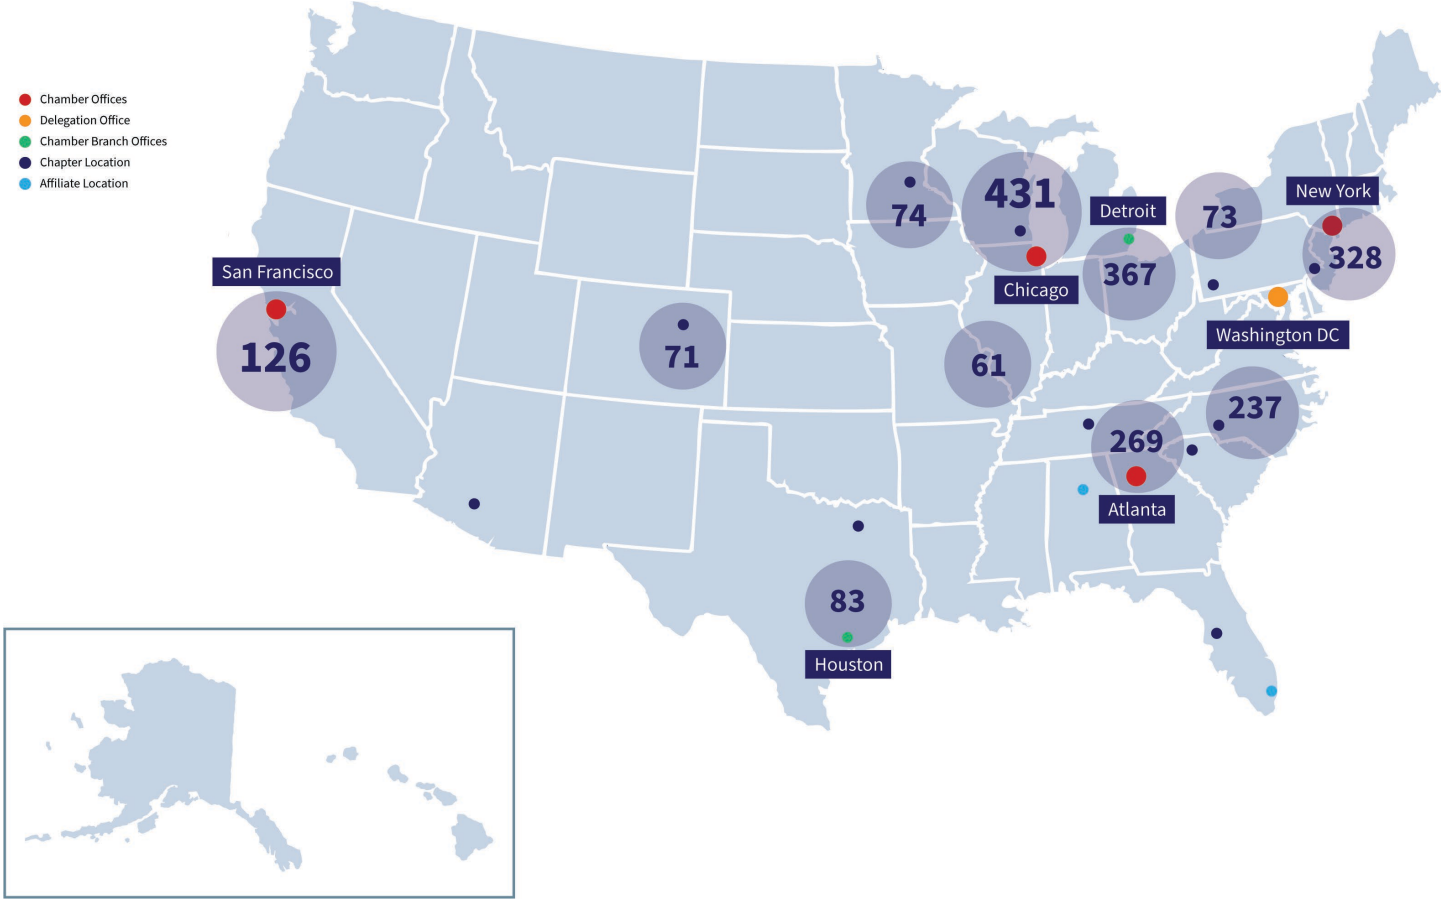 Chamber Offices
Delegation Office
Chamber Branch Offices
Chapter Location
Affiliate Location
431
New York
74
Detroit
73
328
San Francisco
367
Chicago
Washington DC
126
71
61
237
269
Atlanta
83
Houston